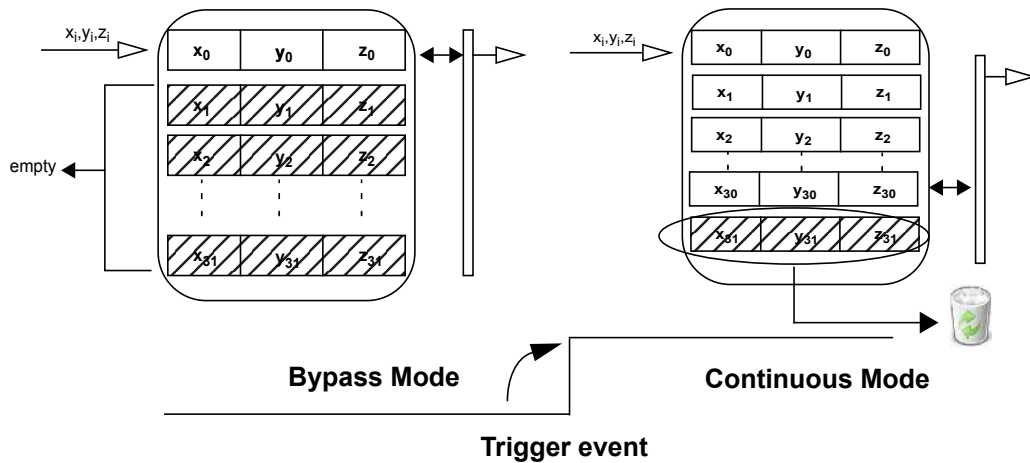 xi,yi,zi
x0 y0 z0
x1 y1 z1
x2 y2 z2
x31 y31 z31
empty
xi,yi,zi
x0 y0 z0
x1 y1 z1
x2 y2 z2
x30 y30 z30
x31 y31 z31
Bypass Mode
Continuous Mode
Trigger event